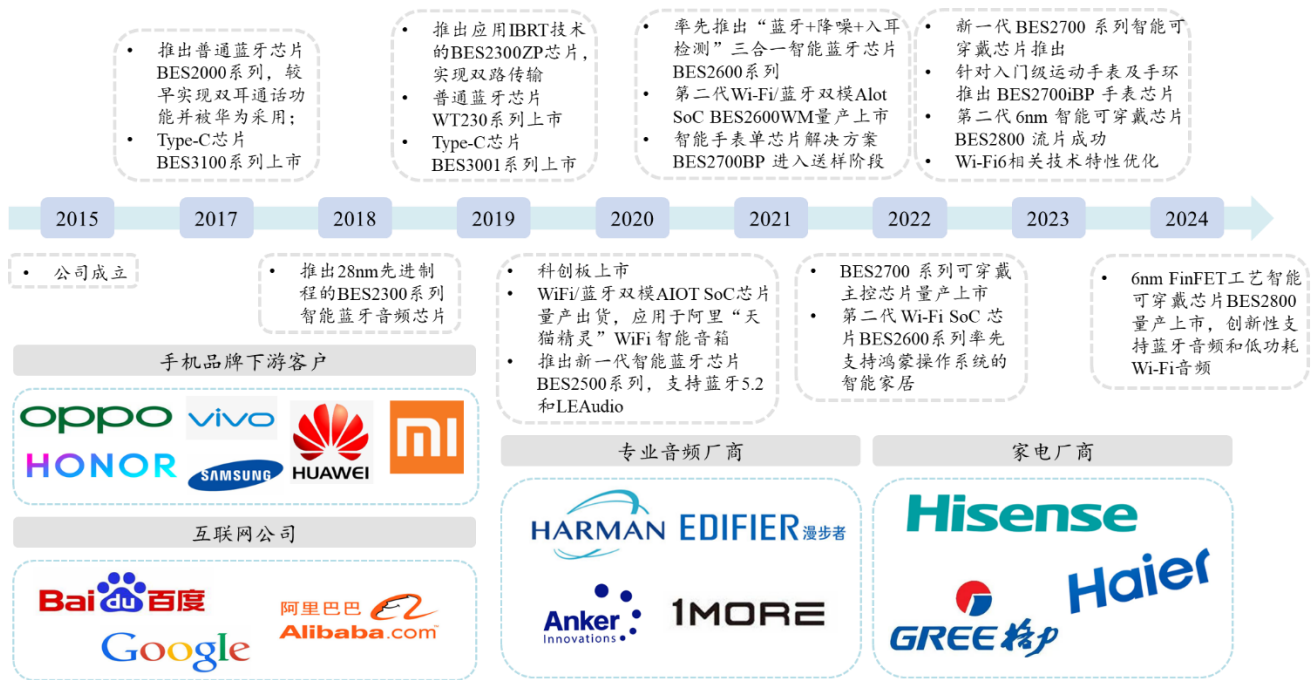 • 推出普通蓝牙芯片
BES2000系列，较
早实现双耳通话功
能并被华为采用；
• Type-C芯片
BES3100系列上市
• 推出应用IBRT技术
的BES2300ZP芯片，
实现双路传输
• 普通蓝牙芯片
WT230系列上市
• Type-C芯片
BES3001系列上市
• 率先推出“蓝牙+降噪+入耳
检测”三合一智能蓝牙芯片
BES2600系列
• 第二代Wi-Fi/蓝牙双模AIot
SoC BES2600WM量产上市
• 智能手表单芯片解决方案
BES2700BP 进入送样阶段
• 新一代 BES2700 系列智能可
穿戴芯片推出
• 针对入门级运动手表及手环
推出 BES2700iBP 手表芯片
• 第二代 6nm 智能可穿戴芯片
BES2800 流片成功
• Wi-Fi6相关技术特性优化
2015 2017 2018 2019 2020 2021 2022 2023 2024
• 公司成立
• 推出28nm先进制
程的BES2300系列
智能蓝牙音频芯片
• 科创板上市
• WiFi/蓝牙双模AIOT SoC芯片
量产出货，应用于阿里“天
猫精灵”WiFi 智能音箱
• 推出新一代智能蓝牙芯片
BES2500系列，支持蓝牙5.2
和LEAudio
• BES2700 系列可穿戴
主控芯片量产上市
• 第二代 Wi-Fi SoC 芯
片BES2600系列率先
支持鸿蒙操作系统的
智能家居
• 6nm FinFET工艺智能
可穿戴芯片BES2800
量产上市，创新性支
持蓝牙音频和低功耗
Wi-Fi音频
手机品牌下游客户
oppo vivo HUAWEI mi
HONOR SAMSUNG
互联网公司
Bai du 百度
Google
阿里巴巴
Alibaba.com™
专业音频厂商
HARMAN EDIFIER 漫步者
Anker
Innovations
1MORE
家电厂商
Hisense
Haier
GREE 格力